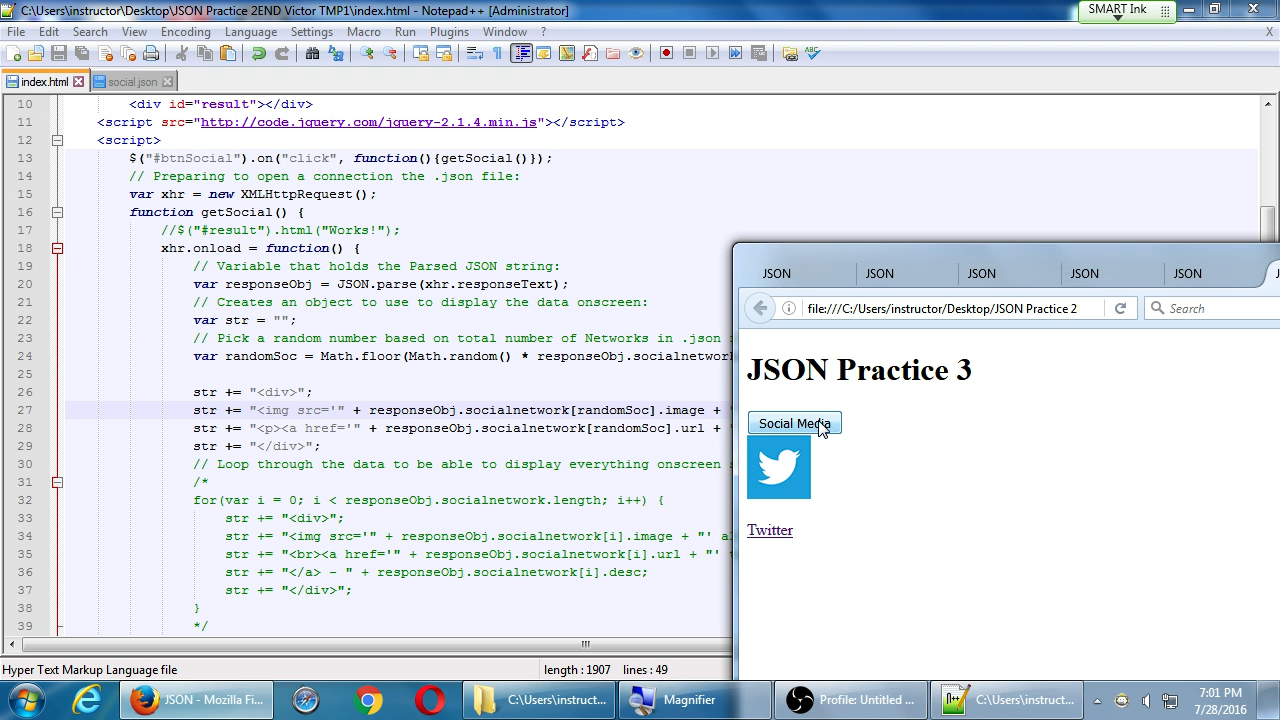 C:\Users\instructor\Desktop\JSON Practice 2END Victor TMP1\index.html - Notepad++ [Administrator]
SMART Ink
File Edit Search View Encoding Language Settings Macro Run Plugins Window ? X
index.html social.json
10 <div id="result"></div>
11 <script src="http://code.jquery.com/jquery-2.1.4.min.js"></script>
12 <script>
13 $("#btnSocial").on("click", function(){getSocial()});
14 // Preparing to open a connection the .json file:
15 var xhr = new XMLHttpRequest();
16 function getSocial() {
17 //$("#result").html("Works!");
18 xhr.onload = function() {
19 // Variable that holds the Parsed JSON string:
20 var responseObj = JSON.parse(xhr.responseText);
21 // Creates an object to use to display the data onscreen:
22 var str = "";
23 // Pick a random number based on total number of Networks in .json
24 var randomSoc = Math.floor(Math.random() * responseObj.socialnetwor
25
26 str += "<div>";
27 str += "<img src='" + responseObj.socialnetwork[randomSoc].image +
28 str += "<p><a href='" + responseObj.socialnetwork[randomSoc].url +
29 str += "</div>";
30 // Loop through the data to be able to display everything onscreen
31 /*
32 for(var i = 0; i < responseObj.socialnetwork.length; i++) {
33 str += "<div>";
34 str += "<img src='" + responseObj.socialnetwork[i].image + "' al
35 str += "<br><a href='" + responseObj.socialnetwork[i].url + "'
36 str += "</a> - " + responseObj.socialnetwork[i].desc;
37 str += "</div>";
38 }
39 */
JSON JSON JSON JSON JSON
file:///C:/Users/instructor/Desktop/JSON Practice 2 Search
JSON Practice 3
Social Media
Twitter
Hyper Text Markup Language file length : 1907 lines : 49
JSON - Mozilla Fi... C:\Users\instruct... Magnifier Profile: Untitled ... C:\Users\instruct... 7:01 PM
7/28/2016